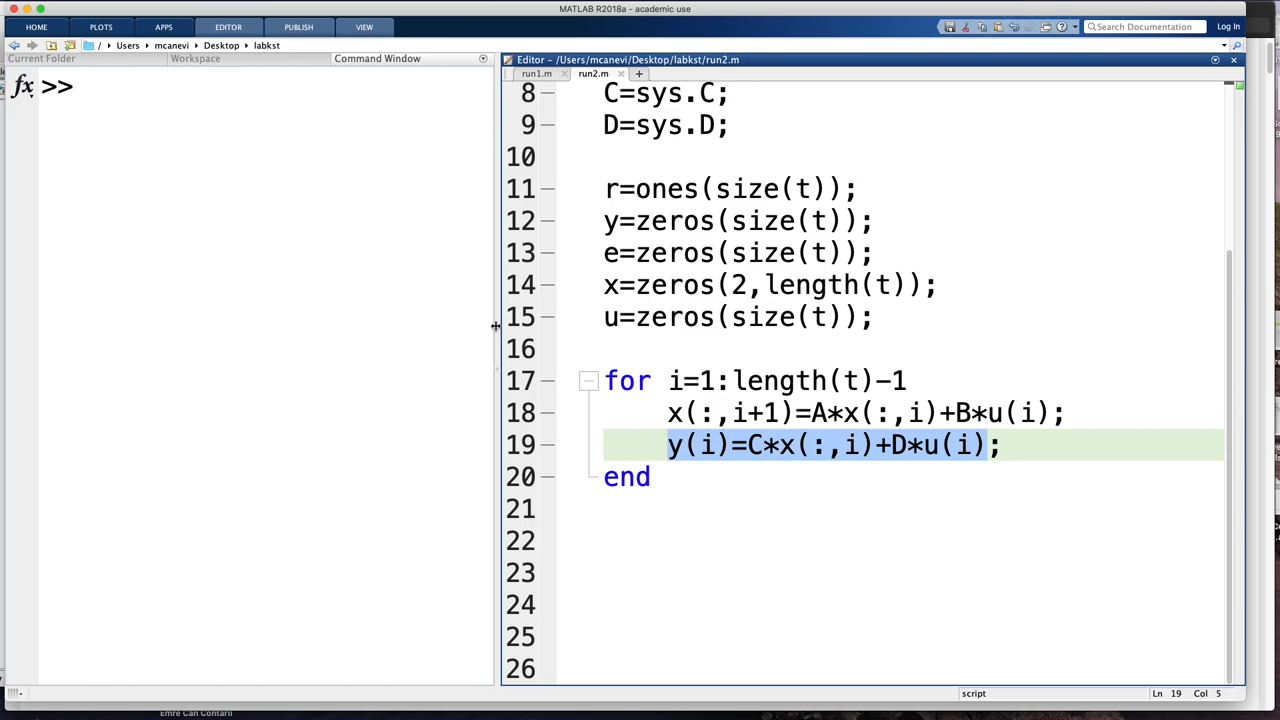 MATLAB R2018a - academic use
HOME PLOTS APPS EDITOR PUBLISH VIEW Search Documentation Log In
/ Users mcanevi Desktop labkst
Current Folder Workspace Command Window Editor - /Users/mcanevi/Desktop/labkst/run2.m
run1.m run2.m
fx >>
8 C=sys.C;
9 D=sys.D;
10
11 r=ones(size(t));
12 y=zeros(size(t));
13 e=zeros(size(t));
14 x=zeros(2,length(t));
15 u=zeros(size(t));
16
17 for i=1:length(t)-1
18 x(:,i+1)=A*x(:,i)+B*u(i);
19 y(i)=C*x(:,i)+D*u(i);
20 end
21
22
23
24
25
26
script Ln 19 Col 5
Emre Can Contarli